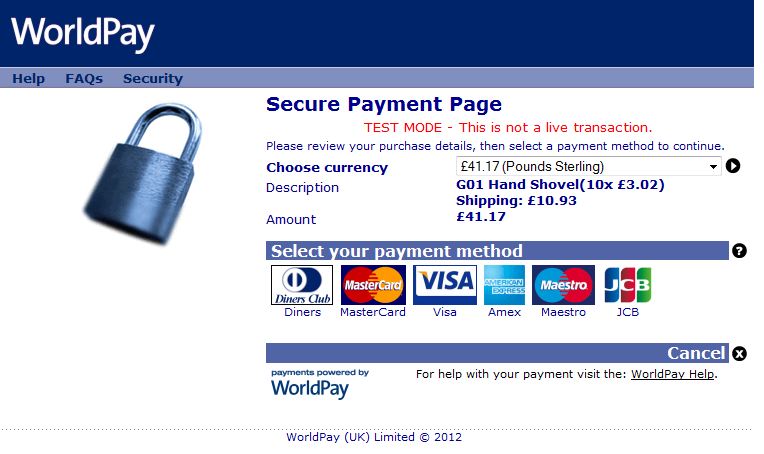 WorldPay
Help FAQs Security
Secure Payment Page
TEST MODE - This is not a live transaction.
Please review your purchase details, then select a payment method to continue.
Choose currency £41.17 (Pounds Sterling)
Description G01 Hand Shovel(10x £3.02)
Shipping: £10.93
Amount £41.17
Select your payment method ?
Diners Club MasterCard VISA AMERICAN EXPRESS Maestro JCB
Diners MasterCard Visa Amex Maestro JCB
Cancel x
payments powered by
WorldPay
For help with your payment visit the: WorldPay Help.
WorldPay (UK) Limited © 2012